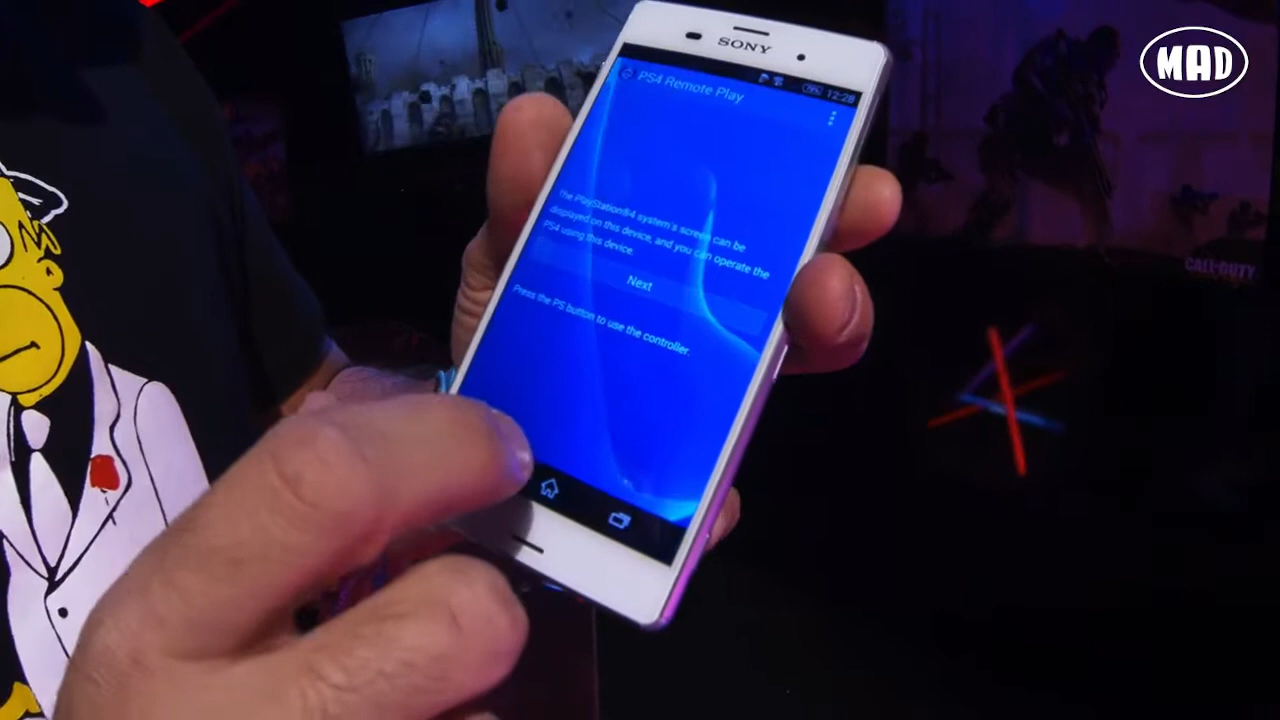 MAD
SONY
79% 12:28
PS4 Remote Play
The PlayStation®4 system's screen can be
displayed on this device, and you can operate the
PS4 using this device.
Next
Press the PS button to use the controller.
CALL OF DUTY